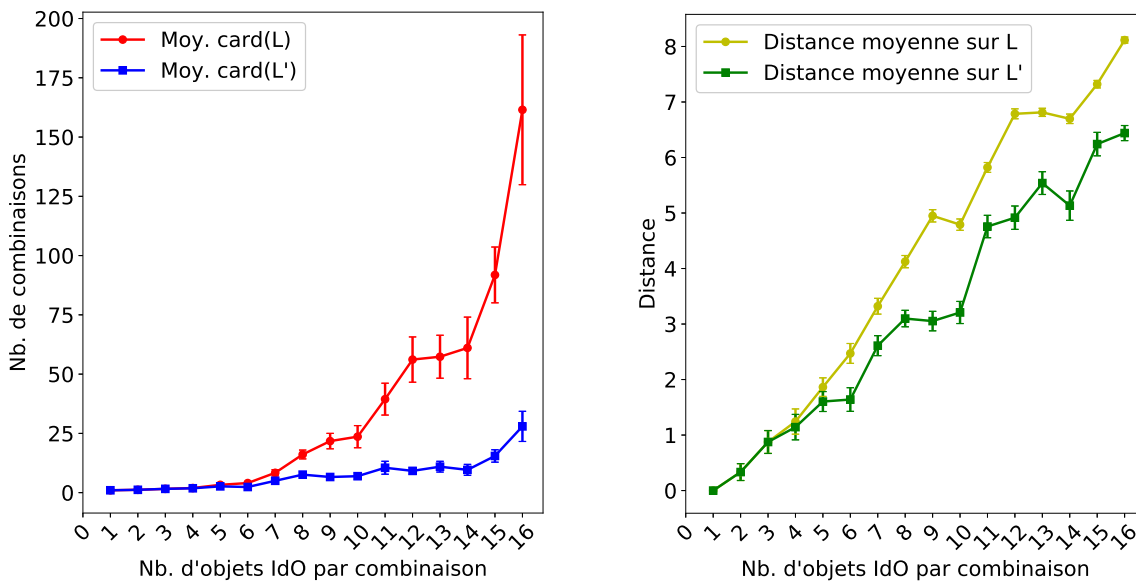 200
175
150
125
100
75
50
25
0
Nb. de combinaisons
Moy. card(L)
Moy. card(L')
0 1 2 3 4 5 6 7 8 9 10 11 12 13 14 15 16
Nb. d'objets IdO par combinaison
8
7
6
5
4
3
2
1
0
Distance
Distance moyenne sur L
Distance moyenne sur L'
0 1 2 3 4 5 6 7 8 9 10 11 12 13 14 15 16
Nb. d'objets IdO par combinaison